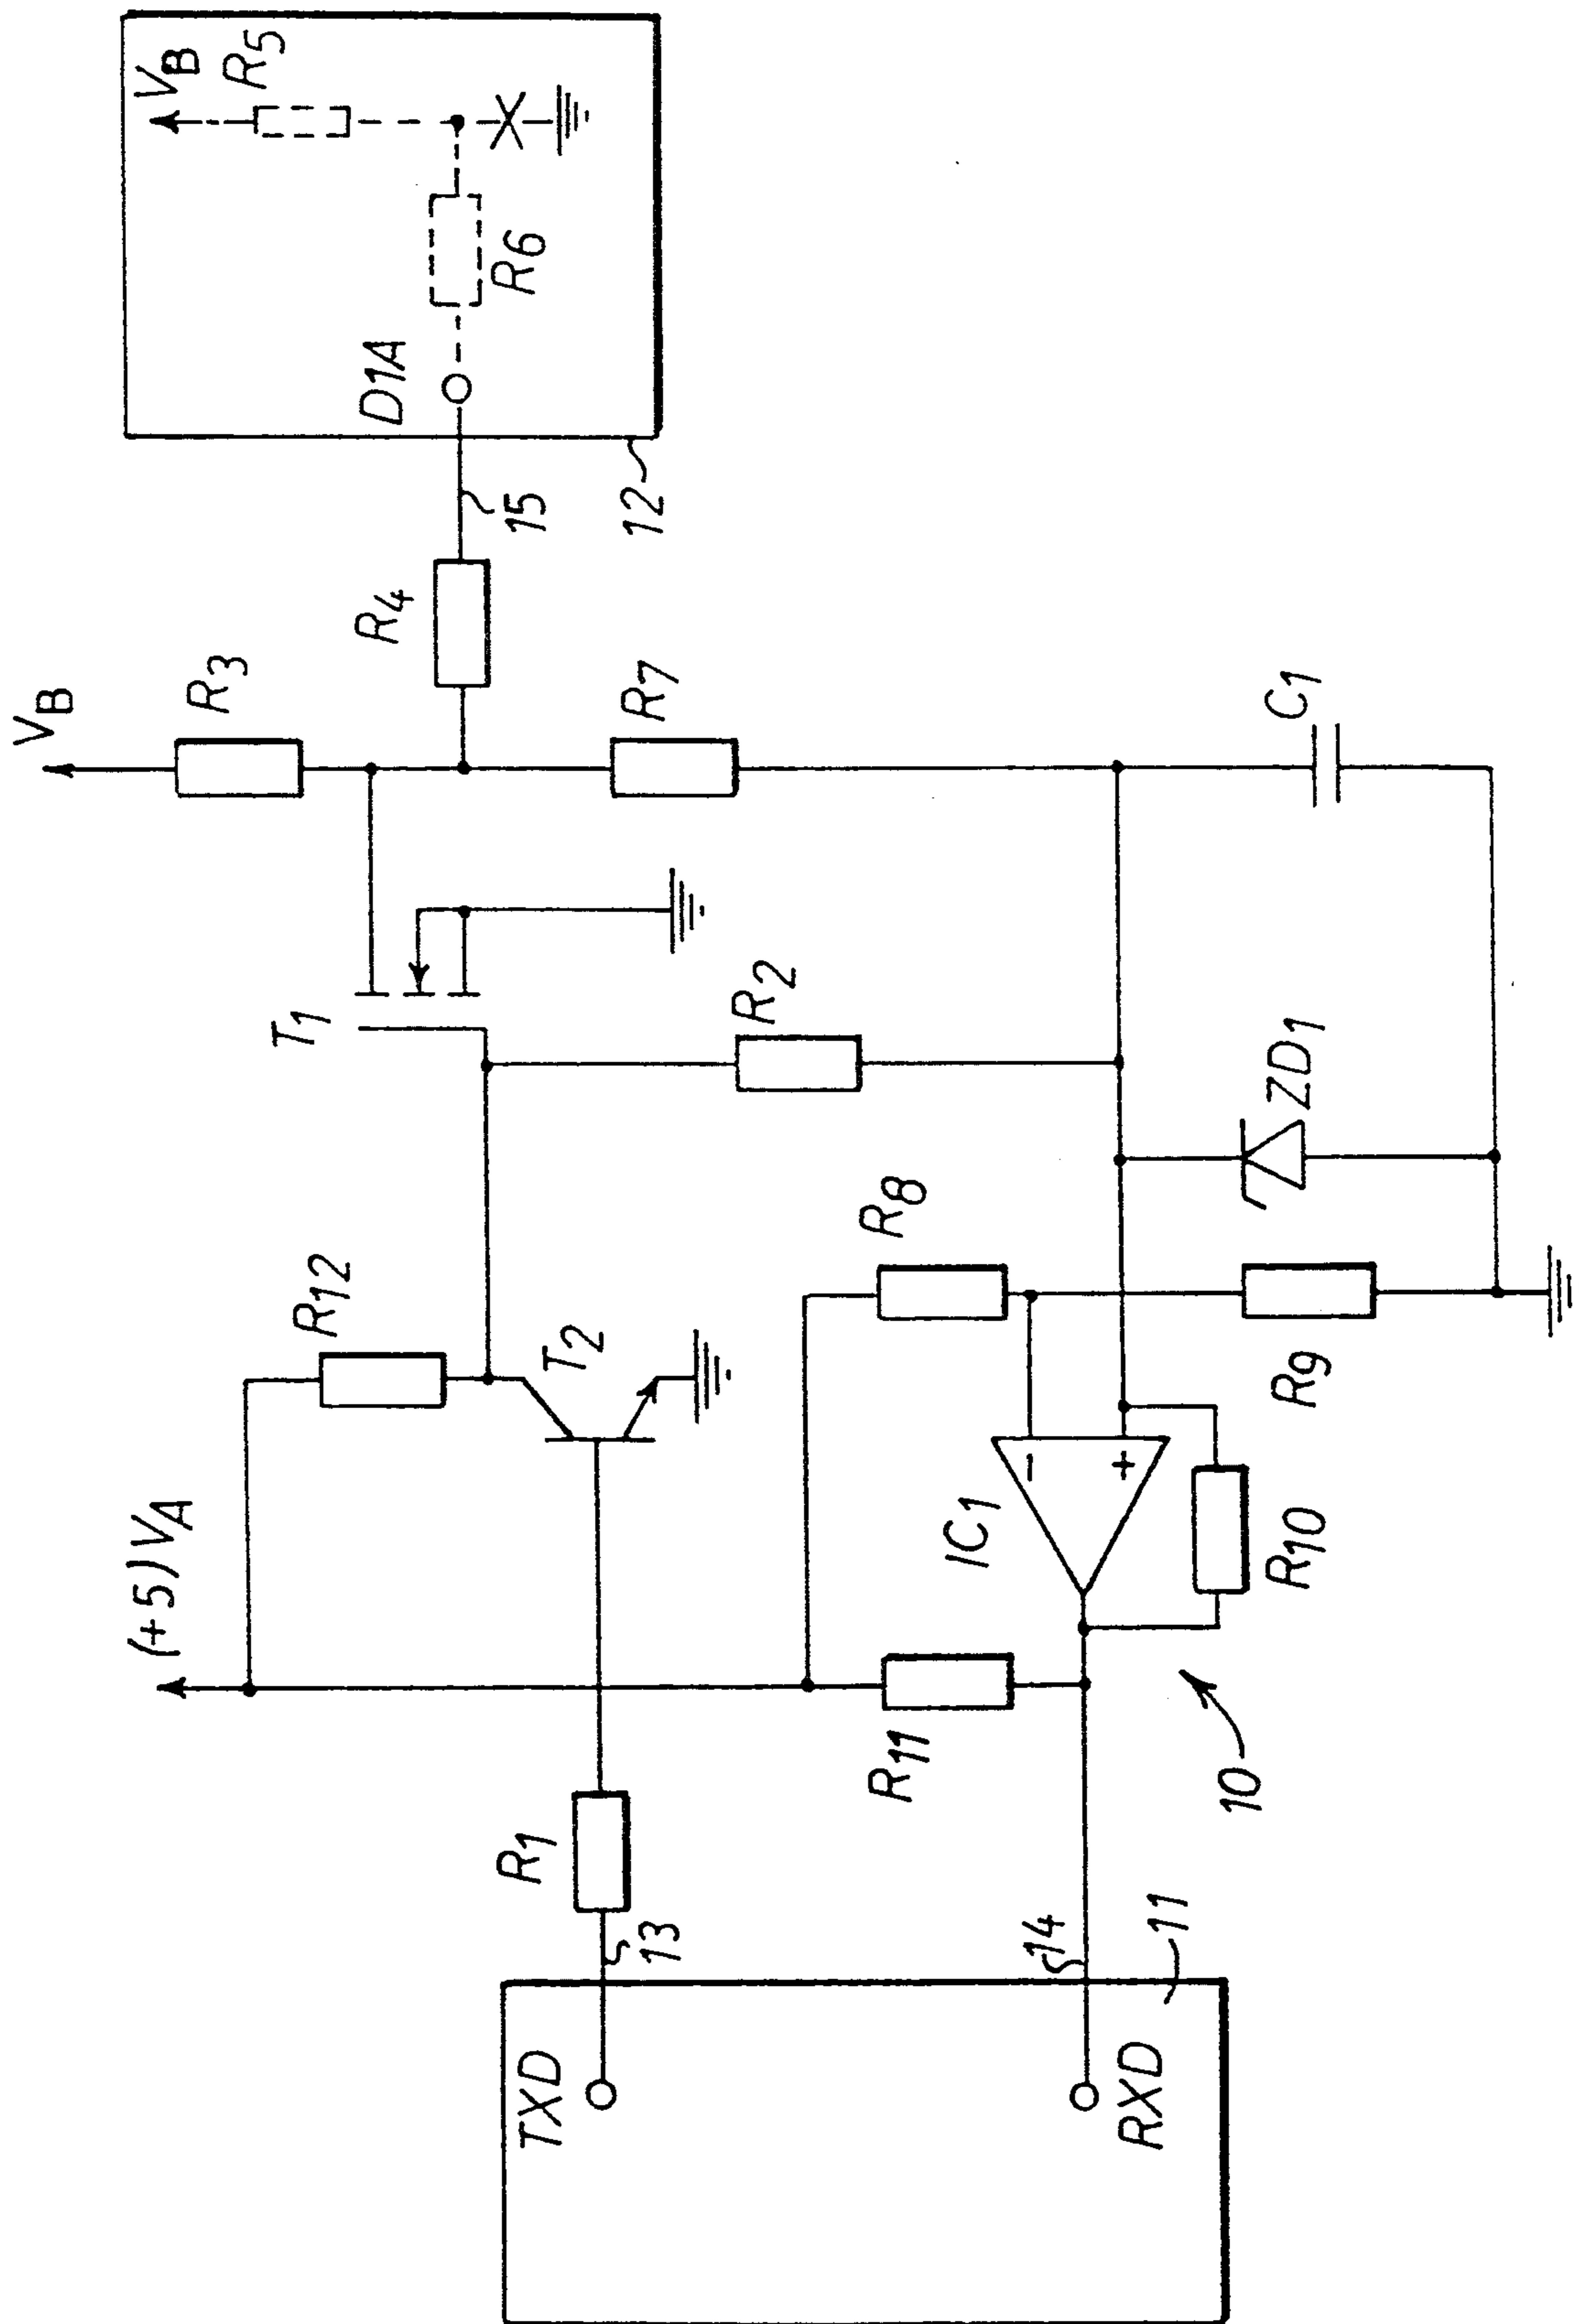 V_B
R_3
V_B
R_5
D1A
R_6
R_4
15
12
T_1
R_7
(+5)V_A
R_12
T_2
R_2
C_1
R_8
ZD_1
R_1
13
R_11
IC_1
-
+
R_9
R_10
10
TXD
14
11
RXD